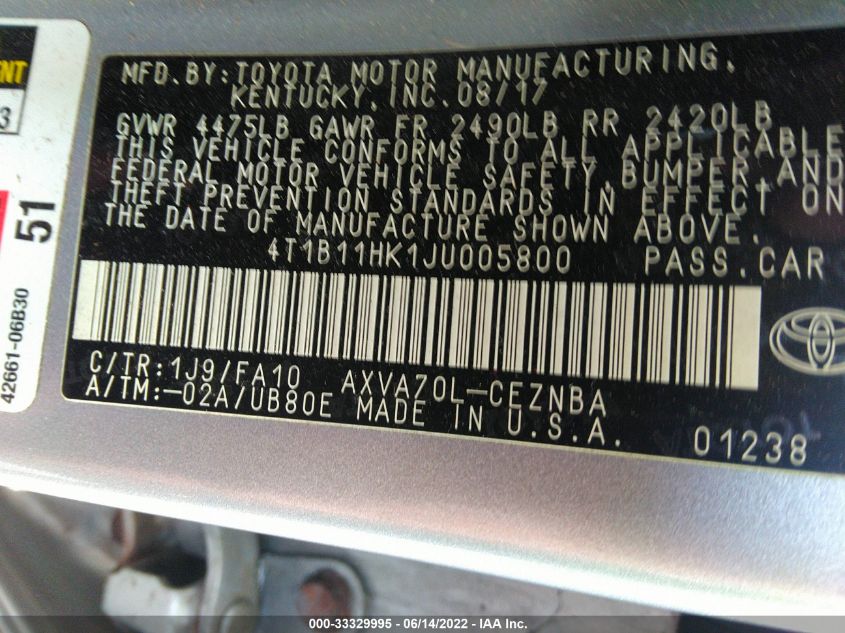 ENT
3
51
42661-06B30
MFD.BY:TOYOTA MOTOR MANUFACTURING,
KENTUCKY, INC. 08/17
GVWR 4475LB GAWR FR 2490LB RR 2420LB
THIS VEHICLE CONFORMS TO ALL APPLICABLE
FEDERAL MOTOR VEHICLE SAFETY, BUMPER, AND
THEFT PREVENTION STANDARDS IN EFFECT ON
THE DATE OF MANUFACTURE SHOWN ABOVE.
4T1B11HK1JU005800 PASS.CAR
C/TR:1J9/FA10 AXVA70L-CEZNBA
A/TM:-02A/UB80E MADE IN U.S.A.
01238
000-33329995 - 06/14/2022 - IAA Inc.